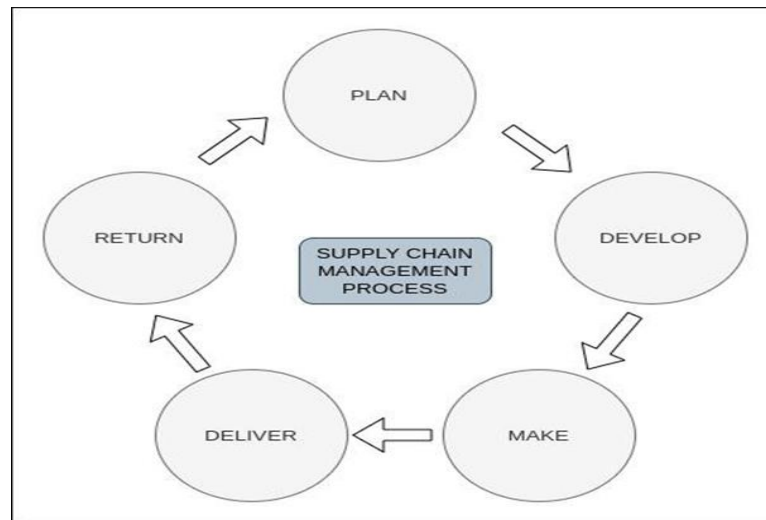 PLAN
RETURN
DEVELOP
SUPPLY CHAIN
MANAGEMENT
PROCESS
DELIVER
MAKE